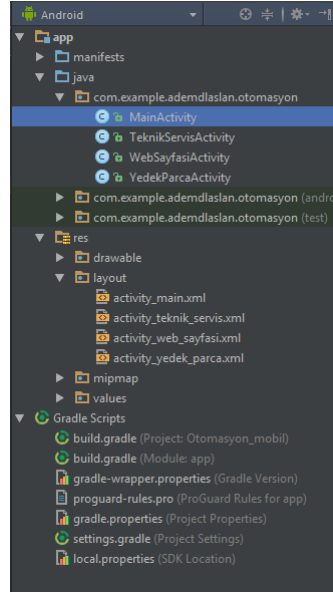 Android
app
manifests
java
com.example.ademdlaslan.otomasyon
MainActivity
TeknikServisActivity
WebSayfasiActivity
YedekParcaActivity
com.example.ademdlaslan.otomasyon (andro
com.example.ademdlaslan.otomasyon (test)
res
drawable
layout
activity_main.xml
activity_teknik_servis.xml
activity_web_sayfasi.xml
activity_yedek_parca.xml
mipmap
values
Gradle Scripts
build.gradle (Project: Otomasyon_mobil)
build.gradle (Module: app)
gradle-wrapper.properties (Gradle Version)
proguard-rules.pro (ProGuard Rules for app)
gradle.properties (Project Properties)
settings.gradle (Project Settings)
local.properties (SDK Location)